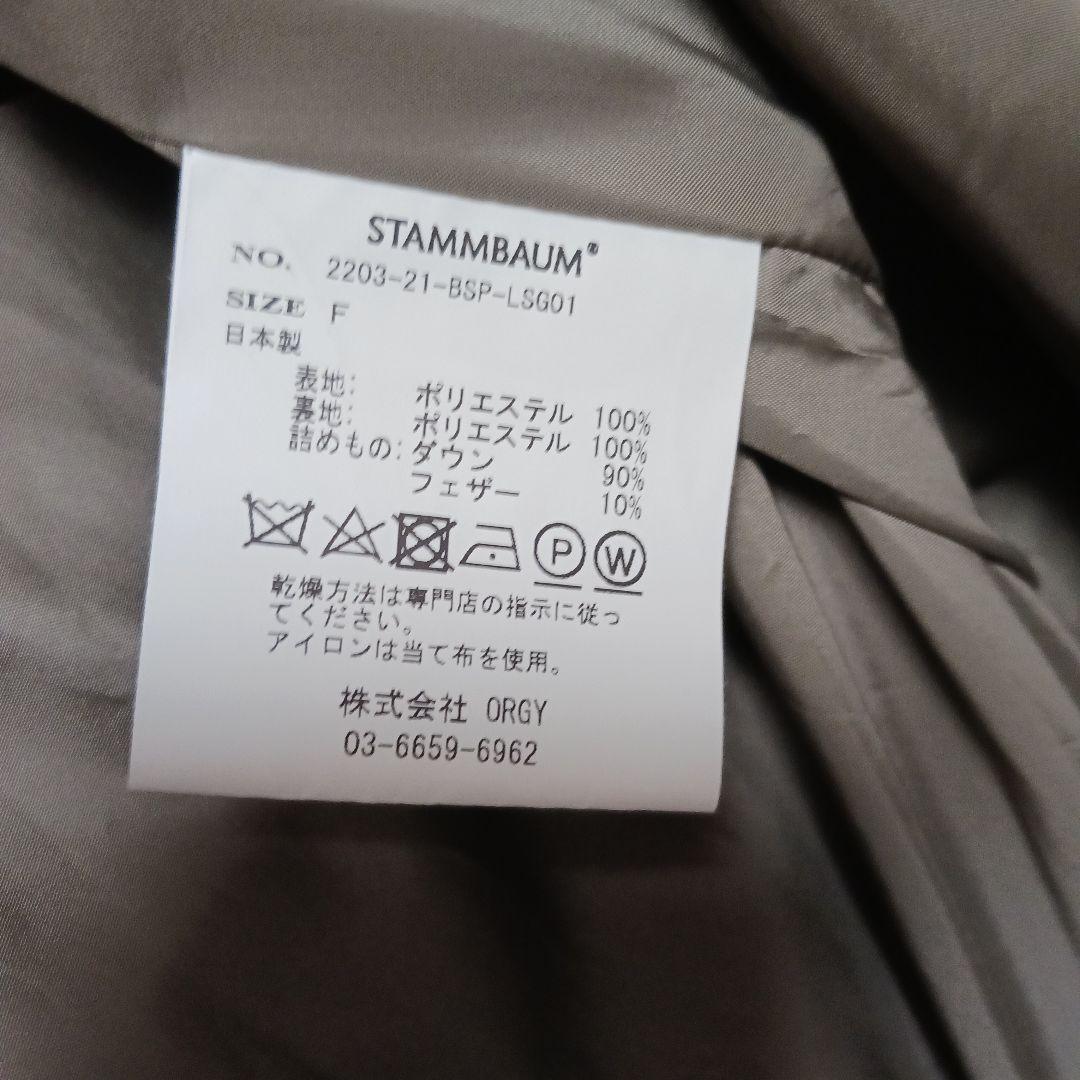 STAMMBAUM®
NO. 2203-21-BSP-LSG01
SIZE F
日本製
表地: ポリエステル 100%
裏地: ポリエステル 100%
詰めもの: ダウン 90%
フェザー 10%
P W
乾燥方法は専門店の指示に従っ
てください。
アイロンは当て布を使用。
株式会社 ORGY
03-6659-6962